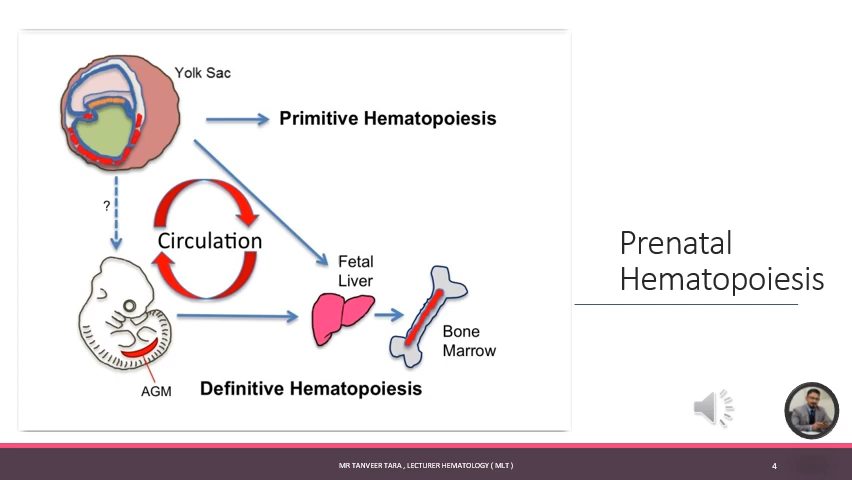 Yolk Sac
Primitive Hematopoiesis
?
Circulation
Fetal
Liver
Bone
Marrow
AGM
Definitive Hematopoiesis
Prenatal
Hematopoiesis
MR TANVEER TARA , LECTURER HEMATOLOGY ( MLT )
4